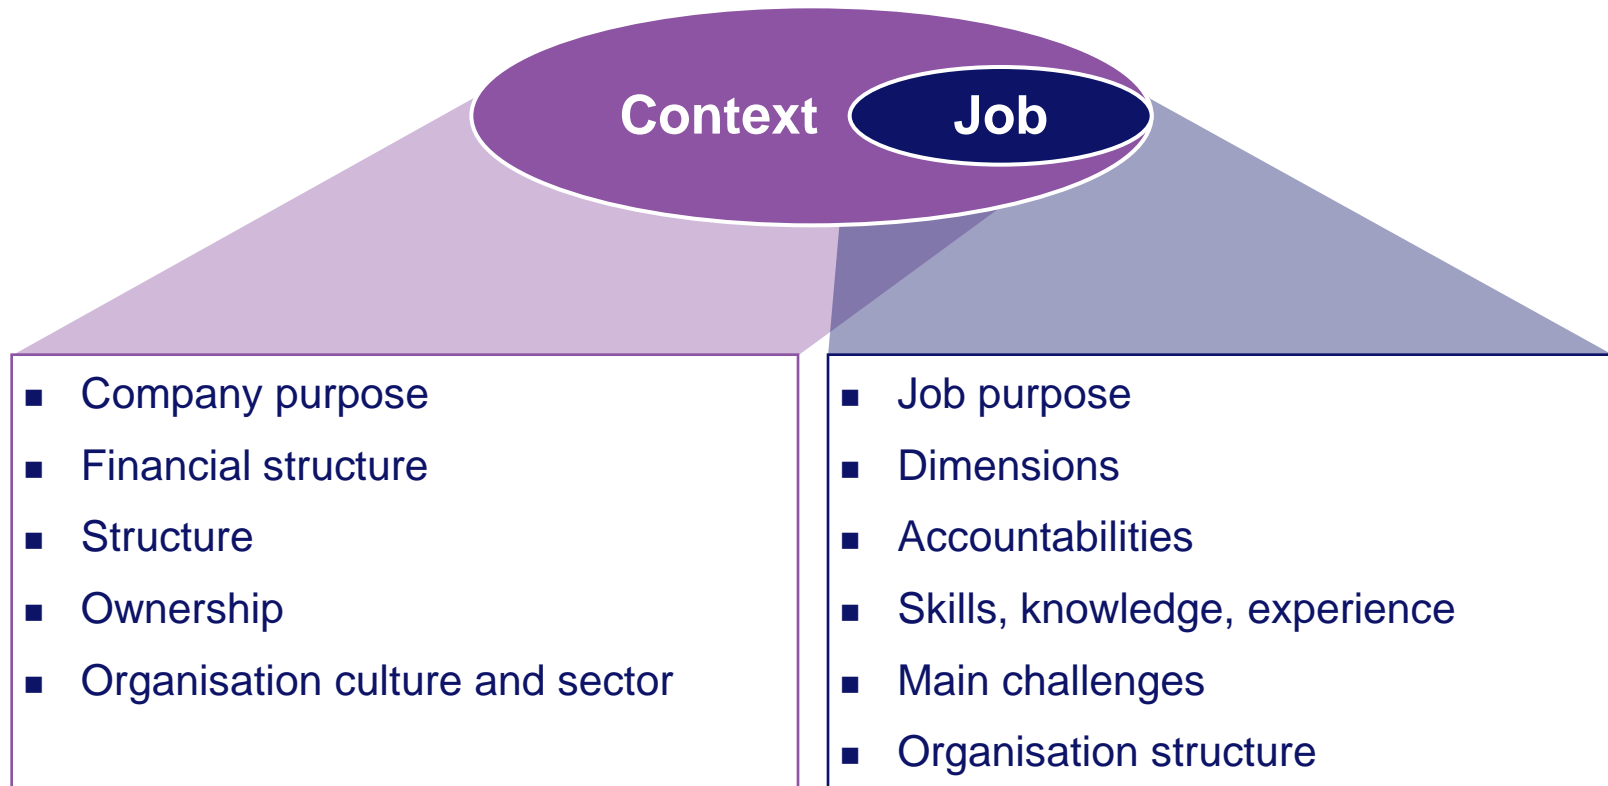 Context
Job
■ Company purpose
■ Financial structure
■ Structure
■ Ownership
■ Organisation culture and sector
■ Job purpose
■ Dimensions
■ Accountabilities
■ Skills, knowledge, experience
■ Main challenges
■ Organisation structure